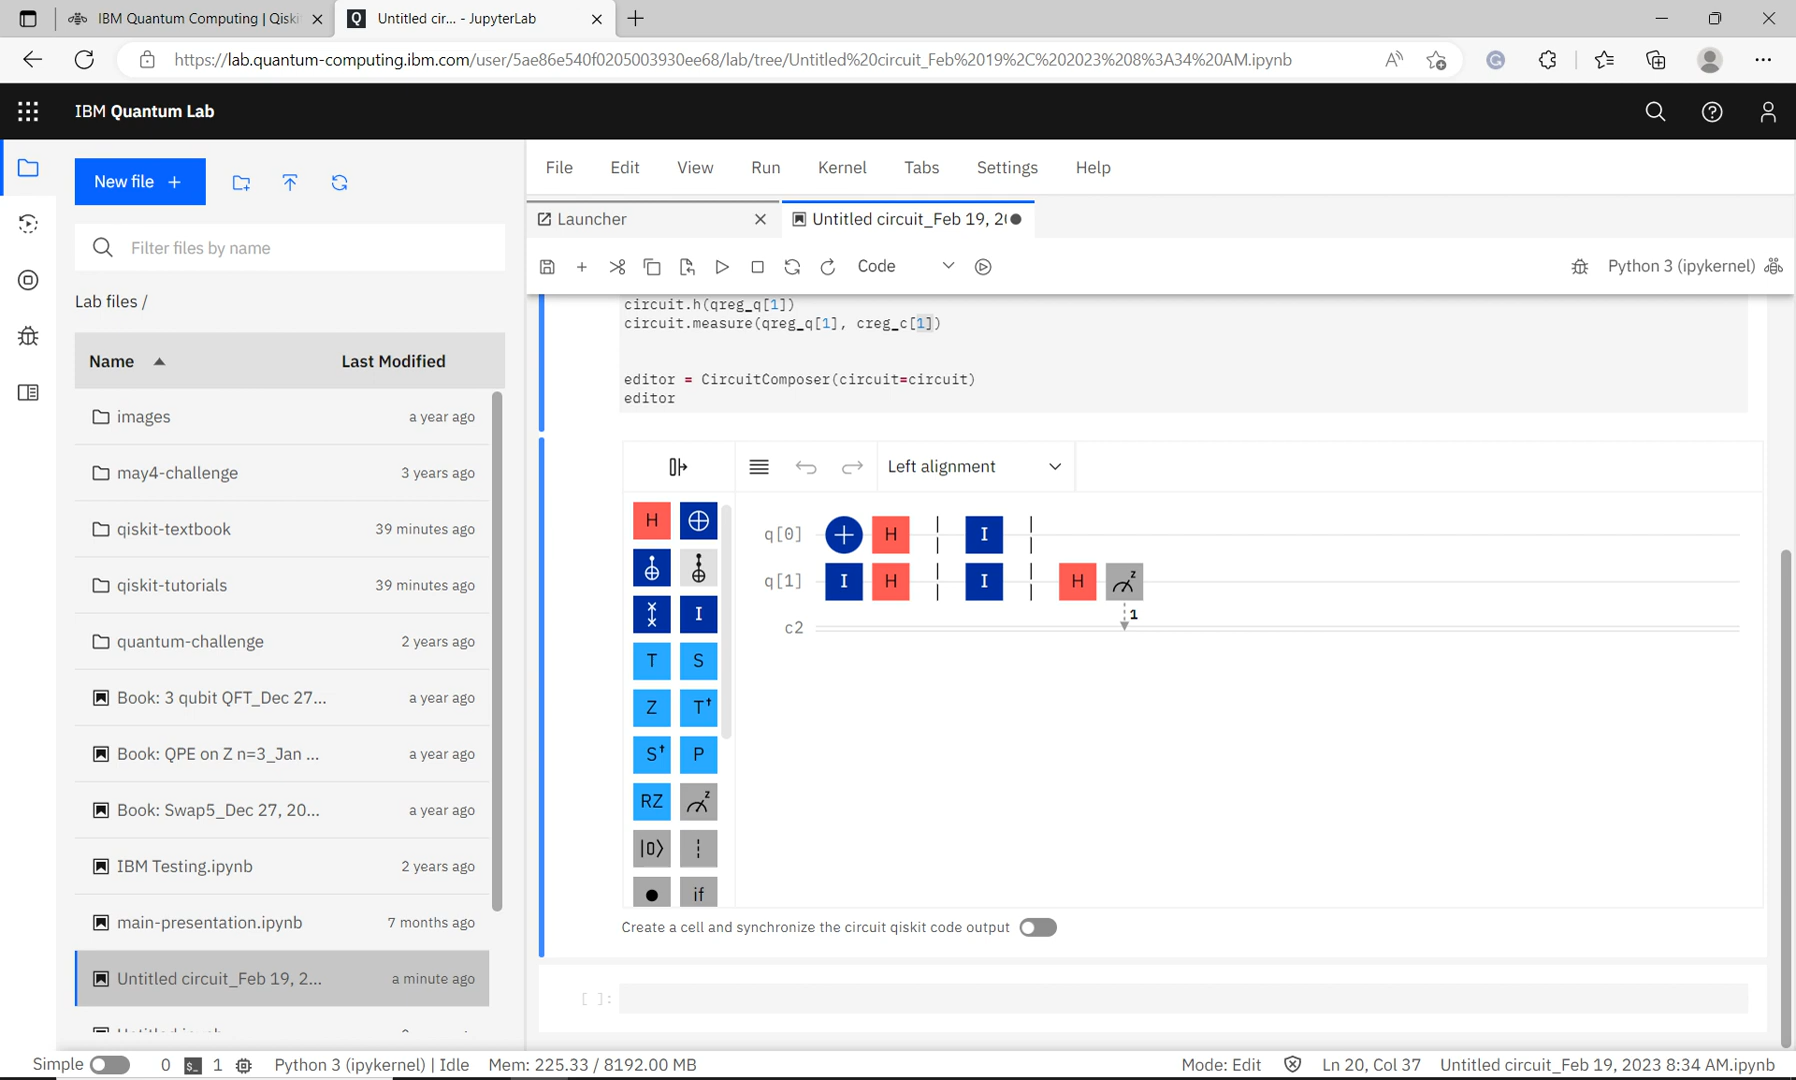 IBM Quantum Computing | Qiski
Untitled cir... - JupyterLab
https://lab.quantum-computing.ibm.com/user/5ae86e540f0205003930ee68/lab/tree/Untitled%20circuit_Feb%2019%2C%202023%208%3A34%20AM.ipynb
IBM Quantum Lab
New file +
Filter files by name
Lab files /
Name Last Modified
images a year ago
may4-challenge 3 years ago
qiskit-textbook 39 minutes ago
qiskit-tutorials 39 minutes ago
quantum-challenge 2 years ago
Book: 3 qubit QFT_Dec 27... a year ago
Book: QPE on Z n=3_Jan ... a year ago
Book: Swap5_Dec 27, 20... a year ago
IBM Testing.ipynb 2 years ago
main-presentation.ipynb 7 months ago
Untitled circuit_Feb 19, 2... a minute ago
File Edit View Run Kernel Tabs Settings Help
Launcher
Untitled circuit_Feb 19, 2(
Code
Python 3 (ipykernel)
circuit.h(qreg_q[1])
circuit.measure(qreg_q[1], creg_c[1])
editor = CircuitComposer(circuit=circuit)
editor
Left alignment
H
I
T S
Z T†
S† P
RZ z
|0⟩
if
q[0] + H I
q[1] I H I H z
1
c2
Create a cell and synchronize the circuit qiskit code output
[ ]:
Simple 0 1 Python 3 (ipykernel) | Idle Mem: 225.33 / 8192.00 MB Mode: Edit Ln 20, Col 37 Untitled circuit_Feb 19, 2023 8:34 AM.ipynb